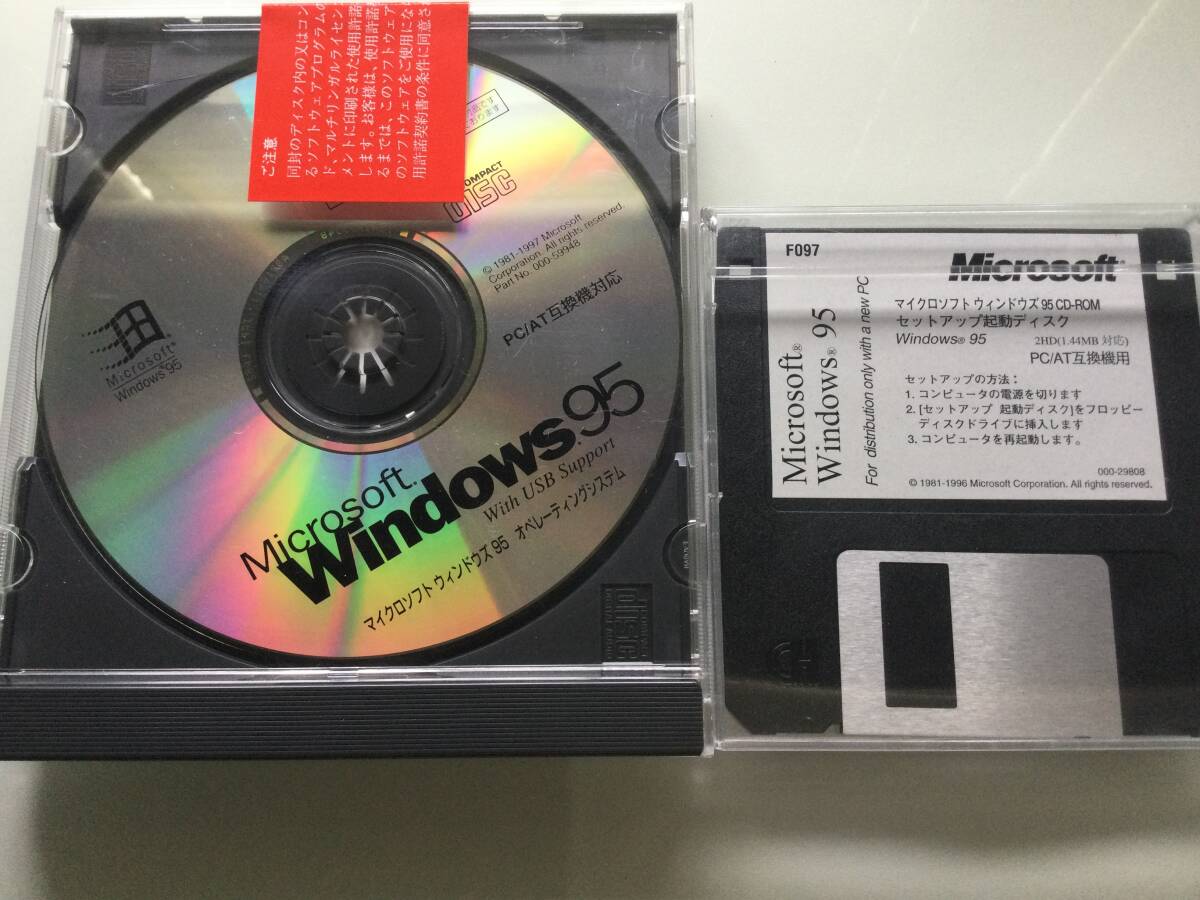 ご注意
同封のディスク内の又はコン
るソフトウェアプログラムの
ド、マルチリンガルライセン
メントに印刷された使用許諾
します。お客様は、使用許諾
るまでは、このソフトウェア
のソフトウェアをご使用になら
用許諾契約書の条件に同意され
COMPACT
DISC
© 1981-1997 Microsoft
Corporation. All rights reserved.
Part No. 000-59948
PC/AT互換機対応
Microsoft®
Windows®95
Microsoft®
Windows®95
With USB Support
マイクロソフト ウィンドウズ 95 オペレーティングシステム
F097
Microsoft®
Windows® 95
For distribution only with a new PC
Microsoft®
マイクロソフト ウィンドウズ 95 CD-ROM
セットアップ起動ディスク
Windows® 95
2HD(1.44MB 対応)
PC/AT互換機用
セットアップの方法：
1. コンピュータの電源を切ります
2. [セットアップ 起動ディスク]をフロッピー
ディスクドライブに挿入します
3. コンピュータを再起動します。
000-29808
© 1981-1996 Microsoft Corporation. All rights reserved.